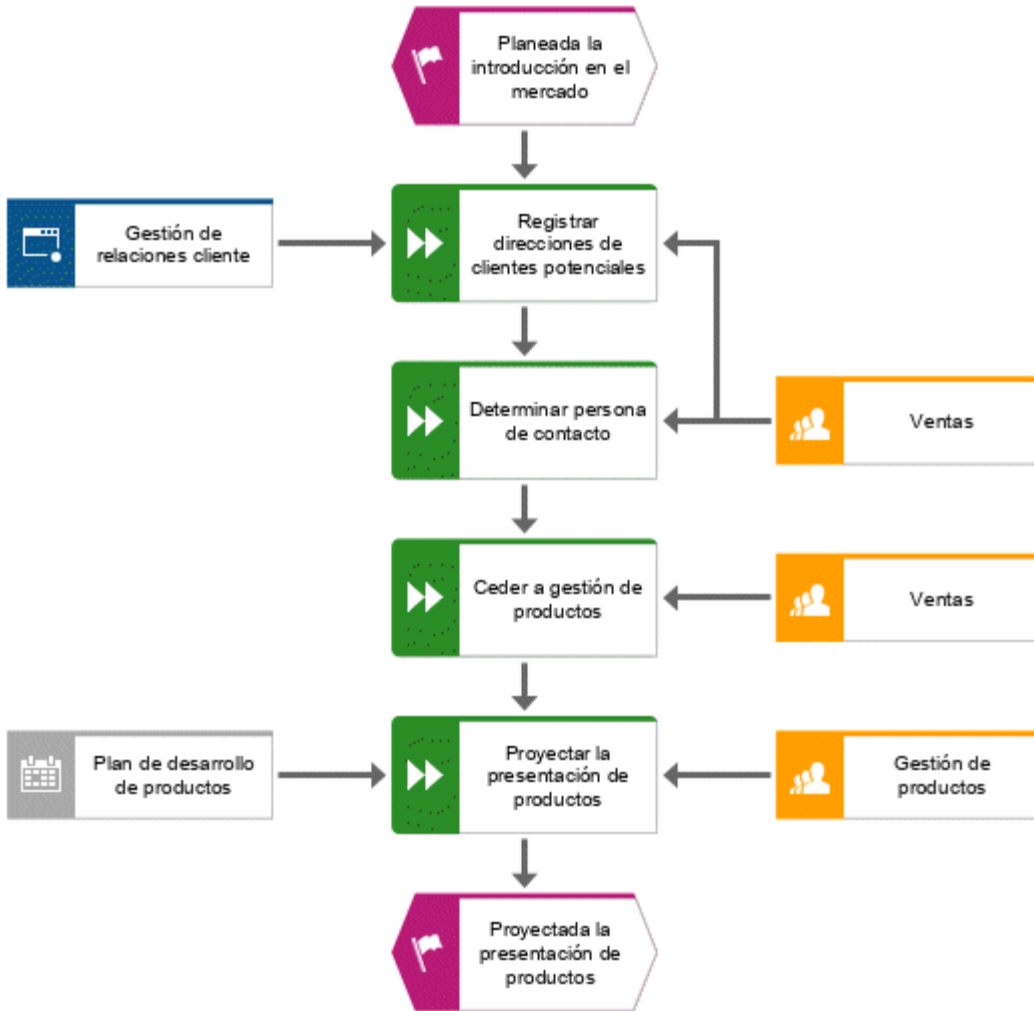 Planeada la
introducción en el
mercado
Gestión de
relaciones cliente
Registrar
direcciones de
clientes potenciales
Determinar persona
de contacto
Ventas
Ceder a gestión de
productos
Ventas
Plan de desarrollo
de productos
Proyectar la
presentación de
productos
Gestión de
productos
Proyectada la
presentación de
productos